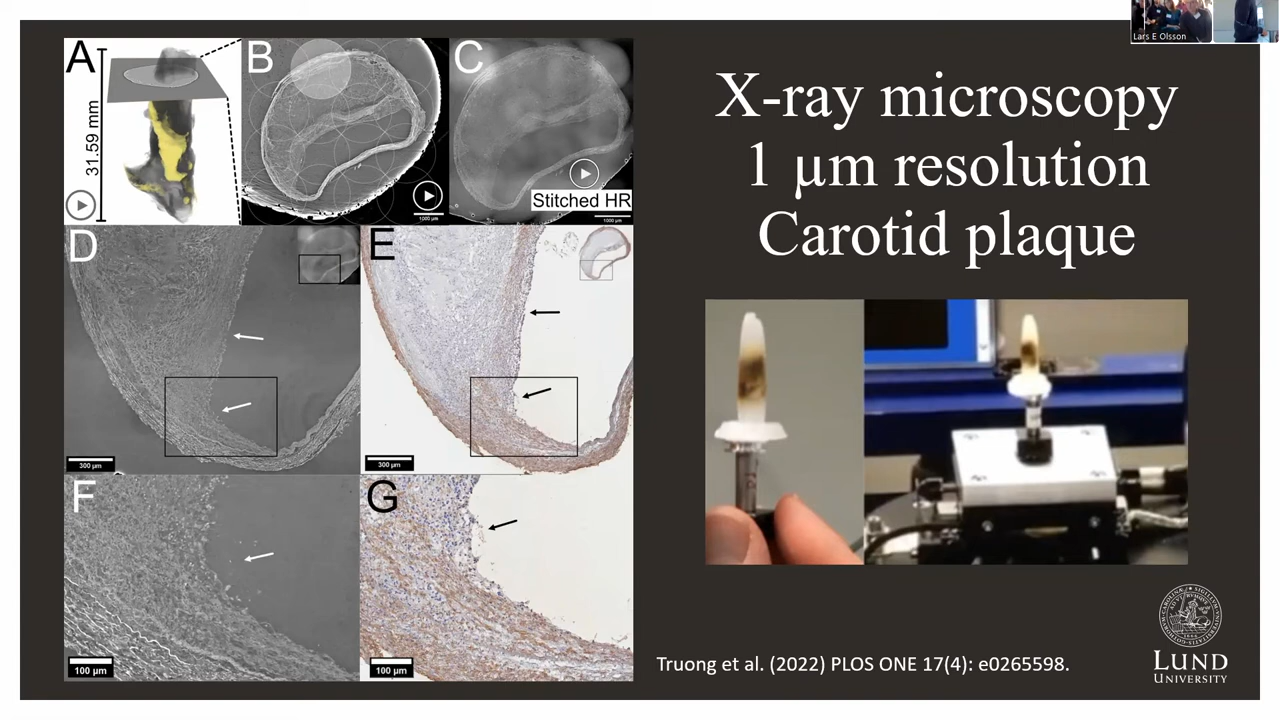 Lars E Olsson
A
31.59 mm
B
1000 µm
C
Stitched HR
1000 µm
D
300 µm
E
300 µm
F
100 µm
G
100 µm
X-ray microscopy
1 µm resolution
Carotid plaque
Truong et al. (2022) PLOS ONE 17(4): e0265598.
LUND
UNIVERSITY